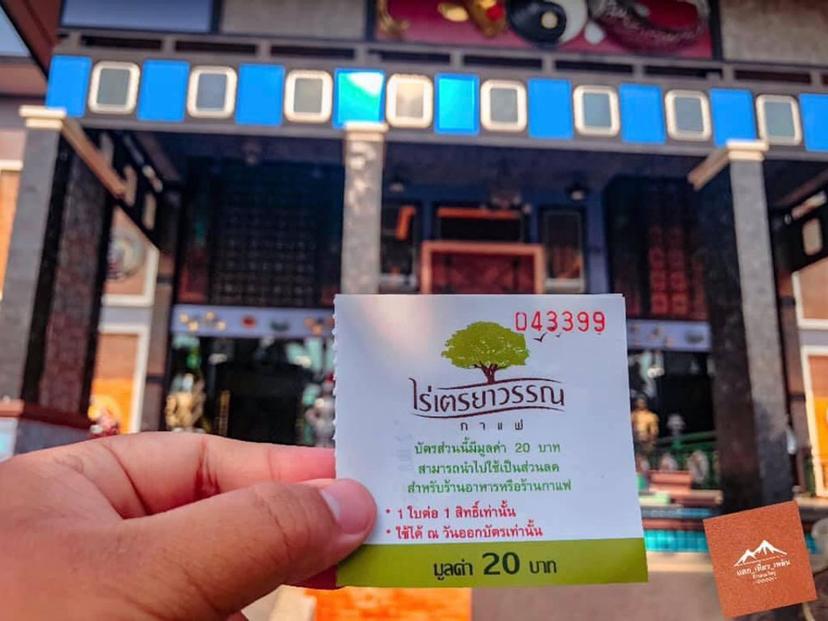 043399
ไร่เตรยาวรรณ
กาแฟ
บัตรส่วนนี้มีมูลค่า 20 บาท
สามารถนำไปใช้เป็นส่วนลด
สำหรับร้านอาหารหรือร้านกาแฟ
* 1 ใบต่อ 1 สิทธิ์เท่านั้น
* ใช้ได้ ณ วันออกบัตรเท่านั้น
มูลค่า 20 บาท